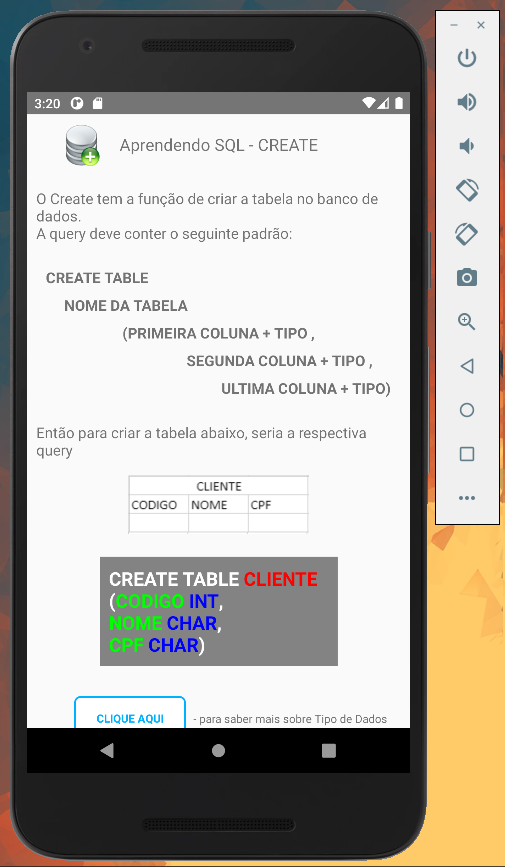 3:20
Aprendendo SQL - CREATE
O Create tem a função de criar a tabela no banco de
dados.
A query deve conter o seguinte padrão:
CREATE TABLE
NOME DA TABELA
(PRIMEIRA COLUNA + TIPO ,
SEGUNDA COLUNA + TIPO ,
ULTIMA COLUNA + TIPO)
Então para criar a tabela abaixo, seria a respectiva
query
CLIENTE
CODIGO NOME CPF
CREATE TABLE CLIENTE
(CODIGO INT,
NOME CHAR,
CPF CHAR)
CLIQUE AQUI - para saber mais sobre Tipo de Dados